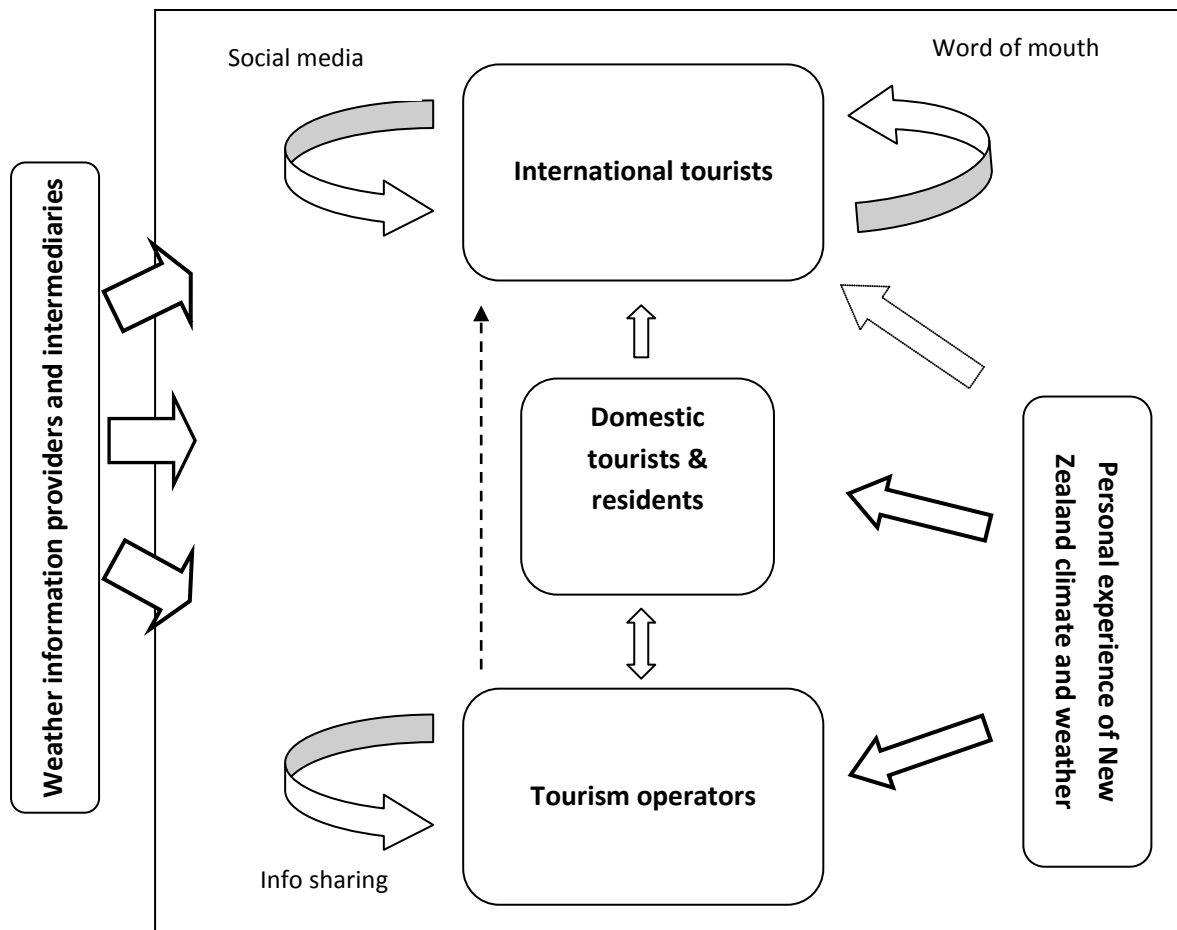 Social media
Word of mouth
International tourists
Weather information providers and intermediaries
Domestic
tourists &
residents
Personal experience of New
Zealand climate and weather
Tourism operators
Info sharing